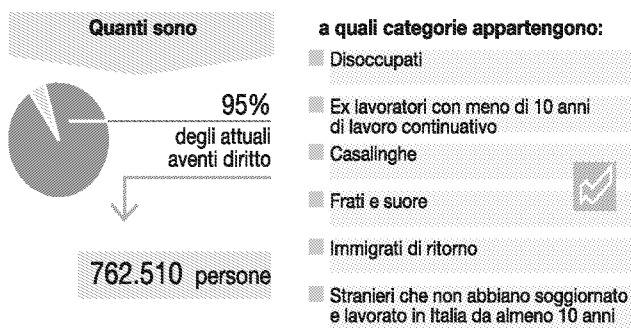 Quanti sono
95%
degli attuali
aventi diritto
762.510 persone
a quali categorie appartengono:
Disoccupati
Ex lavoratori con meno di 10 anni
di lavoro continuativo
Casalinghe
Frati e suore
Immigrati di ritorno
Stranieri che non abbiano soggiornato
e lavorato in Italia da almeno 10 anni